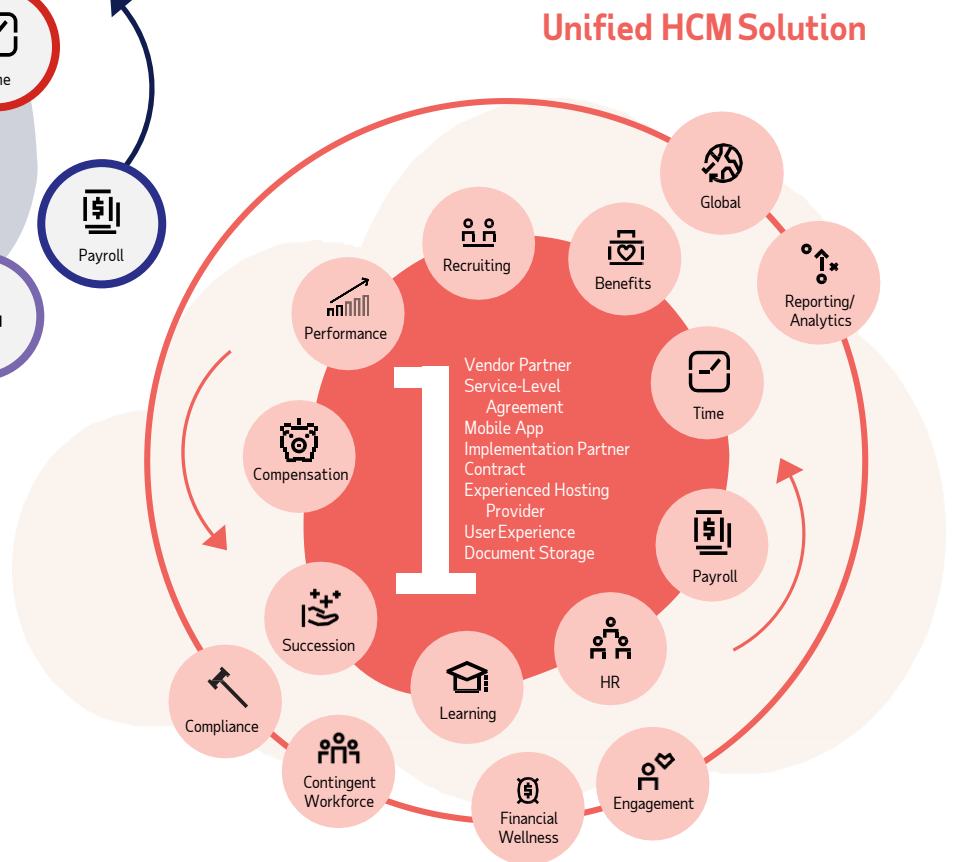 Unified HCM Solution
Payroll
Global
Reporting/
Analytics
Recruiting
Benefits
Performance
Time
Compensation
Payroll
Succession
HR
Learning
1
Vendor Partner
Service-Level
Agreement
Mobile App
Implementation Partner
Contract
Experienced Hosting
Provider
User Experience
Document Storage
Compliance
Contingent
Workforce
Financial
Wellness
Engagement